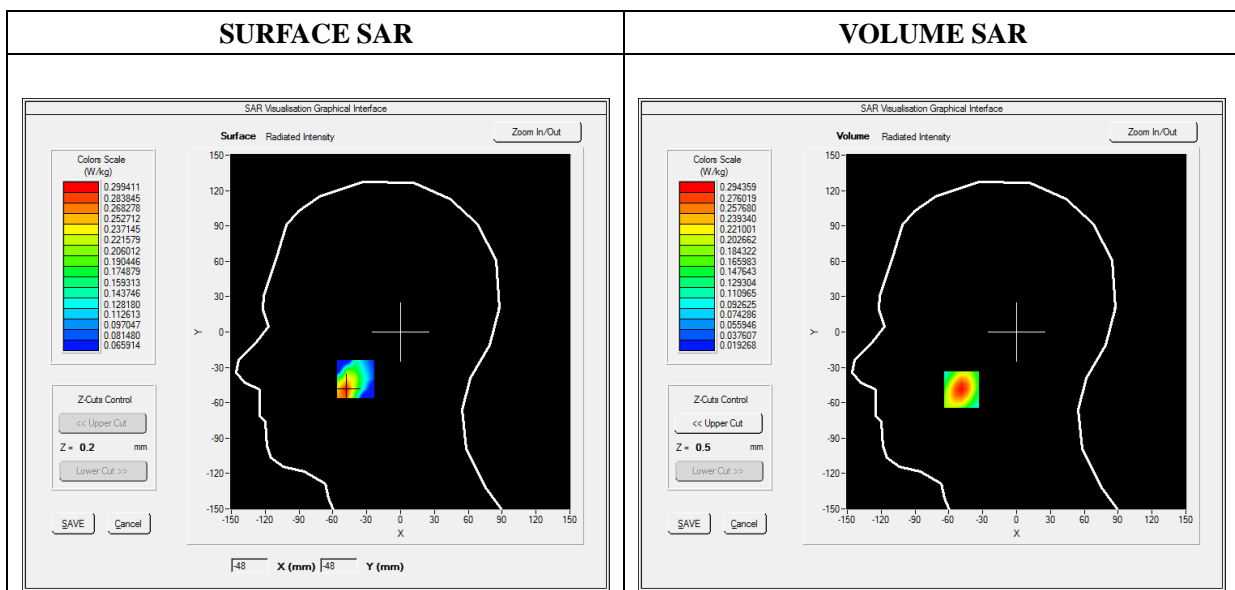 SURFACE SAR
VOLUME SAR
SAR Visualisation Graphical Interface
Surface Radiated Intensity
Zoom In/Out
Colors Scale
(W/kg)
0.299411
0.283845
0.268278
0.252712
0.237145
0.221579
0.206012
0.190446
0.174879
0.159313
0.143746
0.128180
0.112613
0.097047
0.081480
0.065914
150
120
90
60
30
0
-30
-60
-90
-120
-150
Y
-150 -120 -90 -60 -30 0 30 60 90 120 150
X
Z-Cuts Control
<< Upper Cut
Z = 0.2 mm
Lower Cut >>
SAVE Cancel
-48 X (mm) -48 Y (mm)
SAR Visualisation Graphical Interface
Volume Radiated Intensity
Zoom In/Out
Colors Scale
(W/kg)
0.294359
0.276019
0.257680
0.239340
0.221001
0.202662
0.184322
0.165983
0.147643
0.129304
0.110965
0.092625
0.074286
0.055946
0.037607
0.019268
150
120
90
60
30
0
-30
-60
-90
-120
-150
Y
-150 -120 -90 -60 -30 0 30 60 90 120 150
X
Z-Cuts Control
<< Upper Cut
Z = 0.5 mm
Lower Cut >>
SAVE Cancel